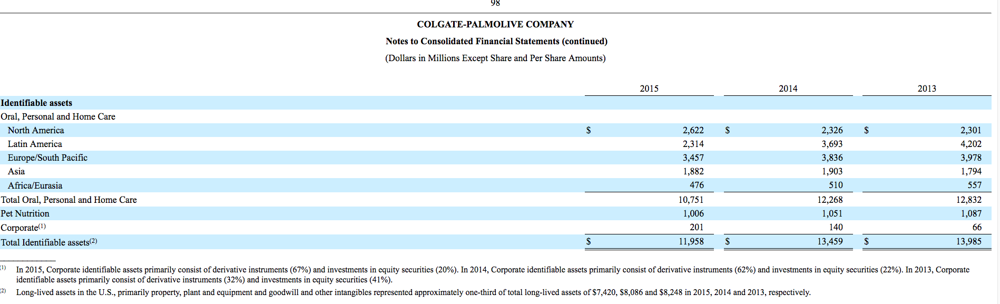 98
COLGATE-PALMOLIVE COMPANY
Notes to Consolidated Financial Statements (continued)
(Dollars in Millions Except Share and Per Share Amounts)
2015 2014 2013
Identifiable assets
Oral, Personal and Home Care
North America $ 2,622 $ 2,326 $ 2,301
Latin America 2,314 3,693 4,202
Europe/South Pacific 3,457 3,836 3,978
Asia 1,882 1,903 1,794
Africa/Eurasia 476 510 557
Total Oral, Personal and Home Care 10,751 12,268 12,832
Pet Nutrition 1,006 1,051 1,087
Corporate(1) 201 140 66
Total Identifiable assets(2) $ 11,958 $ 13,459 $ 13,985
(1) In 2015, Corporate identifiable assets primarily consist of derivative instruments (67%) and investments in equity securities (20%). In 2014, Corporate identifiable assets primarily consist of derivative instruments (62%) and investments in equity securities (22%). In 2013, Corporate
identifiable assets primarily consist of derivative instruments (32%) and investments in equity securities (41%).
(2) Long-lived assets in the U.S., primarily property, plant and equipment and goodwill and other intangibles represented approximately one-third of total long-lived assets of $7,420, $8,086 and $8,248 in 2015, 2014 and 2013, respectively.